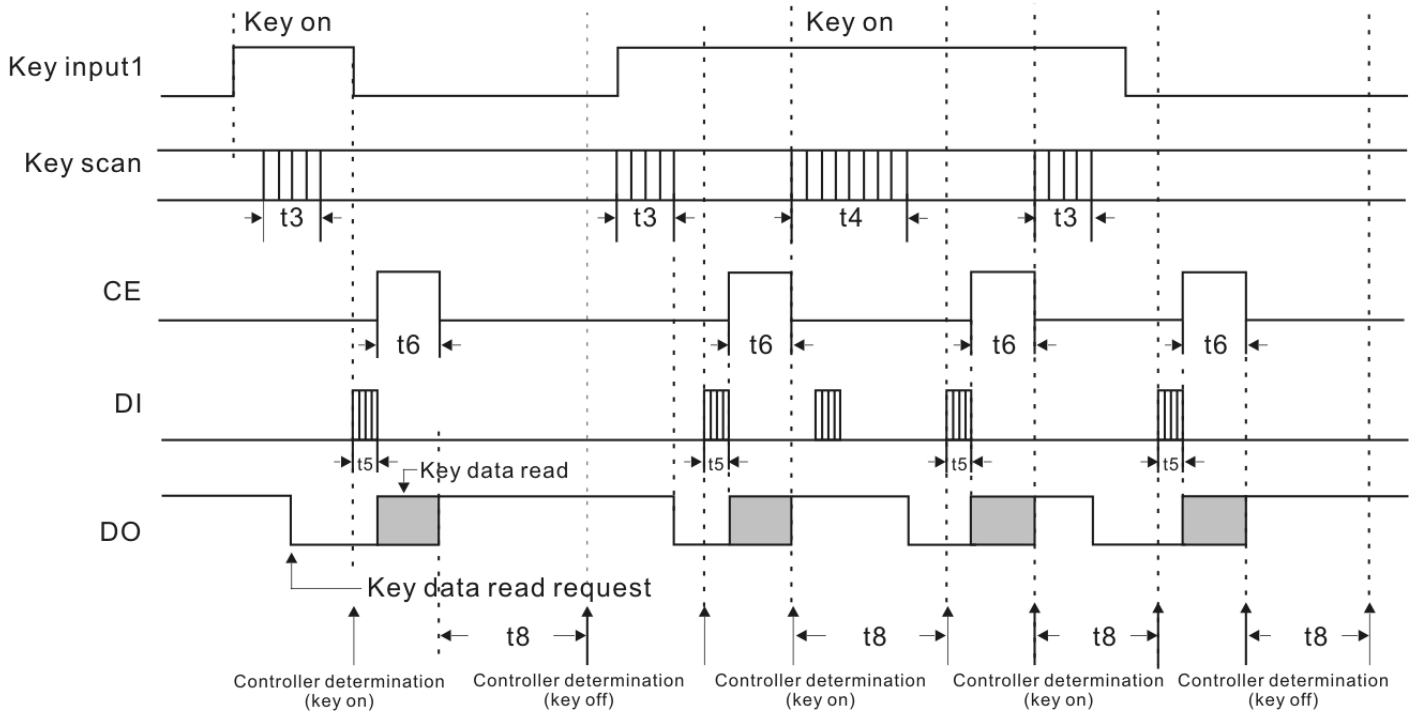 Key on
Key on
Key input1
Key scan
t3
t3
t4
t3
CE
t6
t6
t6
t6
DI
t5
t5
t5
t5
Key data read
DO
Key data read request
t8
t8
t8
t8
Controller determination
(key on)
Controller determination
(key off)
Controller determination
(key on)
Controller determination
(key on)
Controller determination
(key off)